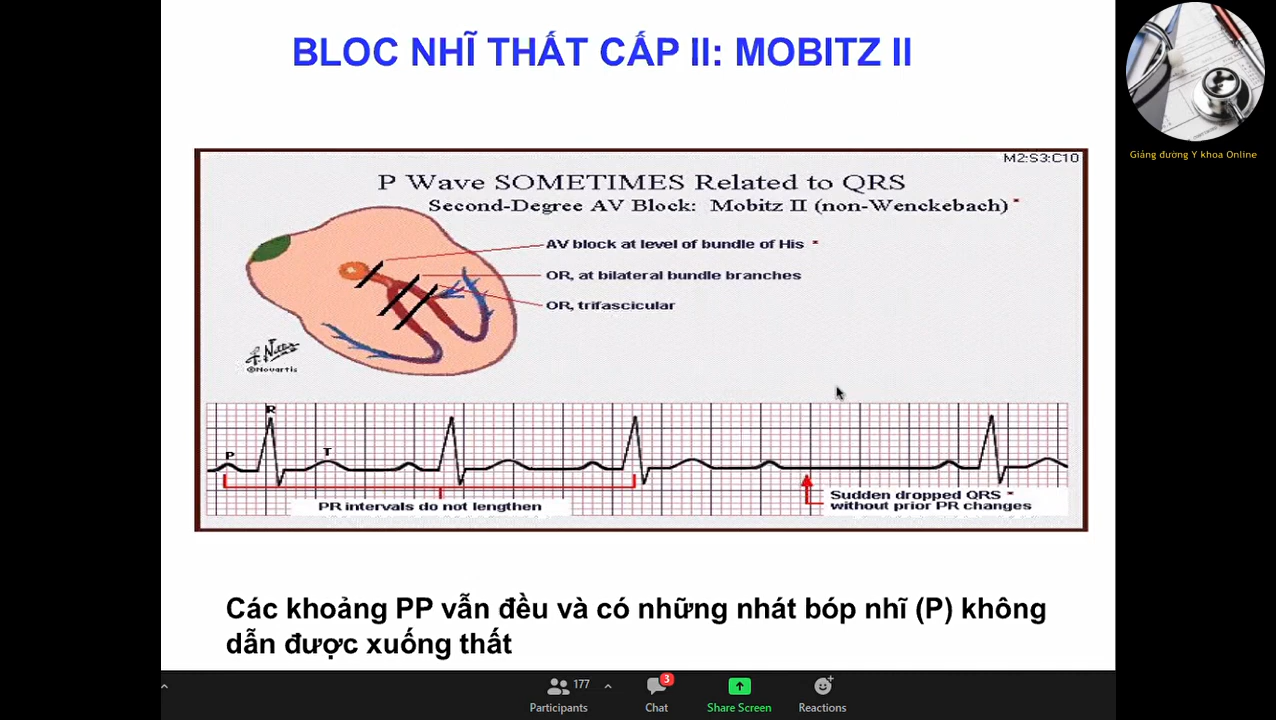 BLOC NHĨ THẤT CẤP II: MOBITZ II
Giảng đường Y khoa Online
M2:S3:C10
P Wave SOMETIMES Related to QRS
Second-Degree AV Block: Mobitz II (non-Wenckebach) *
AV block at level of bundle of His *
OR, at bilateral bundle branches
OR, trifascicular
©Novartis
R
P
T
PR intervals do not lengthen
Sudden dropped QRS *
without prior PR changes
Các khoảng PP vẫn đều và có những nhát bóp nhĩ (P) không
dẫn được xuống thất
177
3
Participants
Chat
Share Screen
Reactions